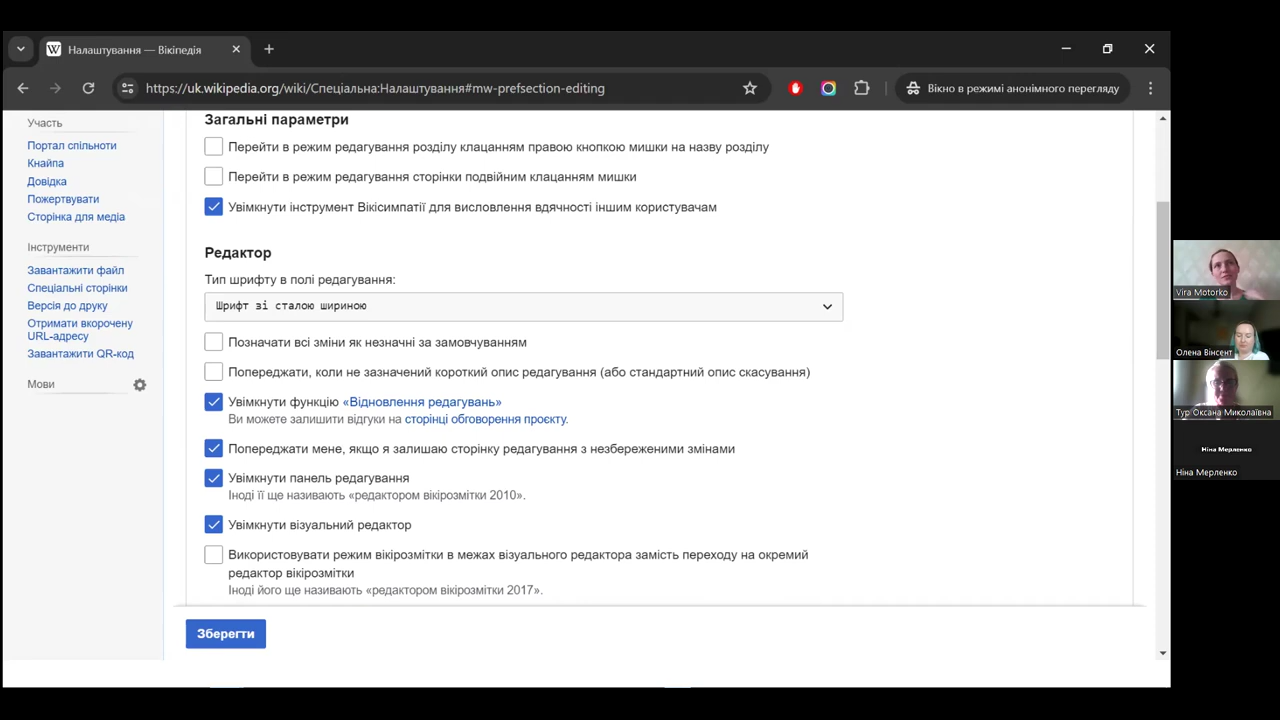 Налаштування — Вікіпедія
https://uk.wikipedia.org/wiki/Спеціальна:Налаштування#mw-prefsection-editing
Вікно в режимі анонімного перегляду
Участь
Портал спільноти
Кнайпа
Довідка
Пожертвувати
Сторінка для медіа
Інструменти
Завантажити файл
Спеціальні сторінки
Версія до друку
Отримати вкорочену
URL-адресу
Завантажити QR-код
Мови
Загальні параметри
Перейти в режим редагування розділу клацанням правою кнопкою мишки на назву розділу
Перейти в режим редагування сторінки подвійним клацанням мишки
Увімкнути інструмент Вікісимпатії для висловлення вдячності іншим користувачам
Редактор
Тип шрифту в полі редагування:
Шрифт зі сталою шириною
Позначати всі зміни як незначні за замовчуванням
Попереджати, коли не зазначений короткий опис редагування (або стандартний опис скасування)
Увімкнути функцію «Відновлення редагувань»
Ви можете залишити відгуки на сторінці обговорення проєкту.
Попереджати мене, якщо я залишаю сторінку редагування з незбереженими змінами
Увімкнути панель редагування
Іноді її ще називають «редактором вікірозмітки 2010».
Увімкнути візуальний редактор
Використовувати режим вікірозмітки в межах візуального редактора замість переходу на окремий
редактор вікірозмітки
Іноді його ще називають «редактором вікірозмітки 2017».
Зберегти
Vira Motorko
Олена Вінсент
Тур Оксана Миколаївна
Ніна Мерленко
Ніна Мерленко